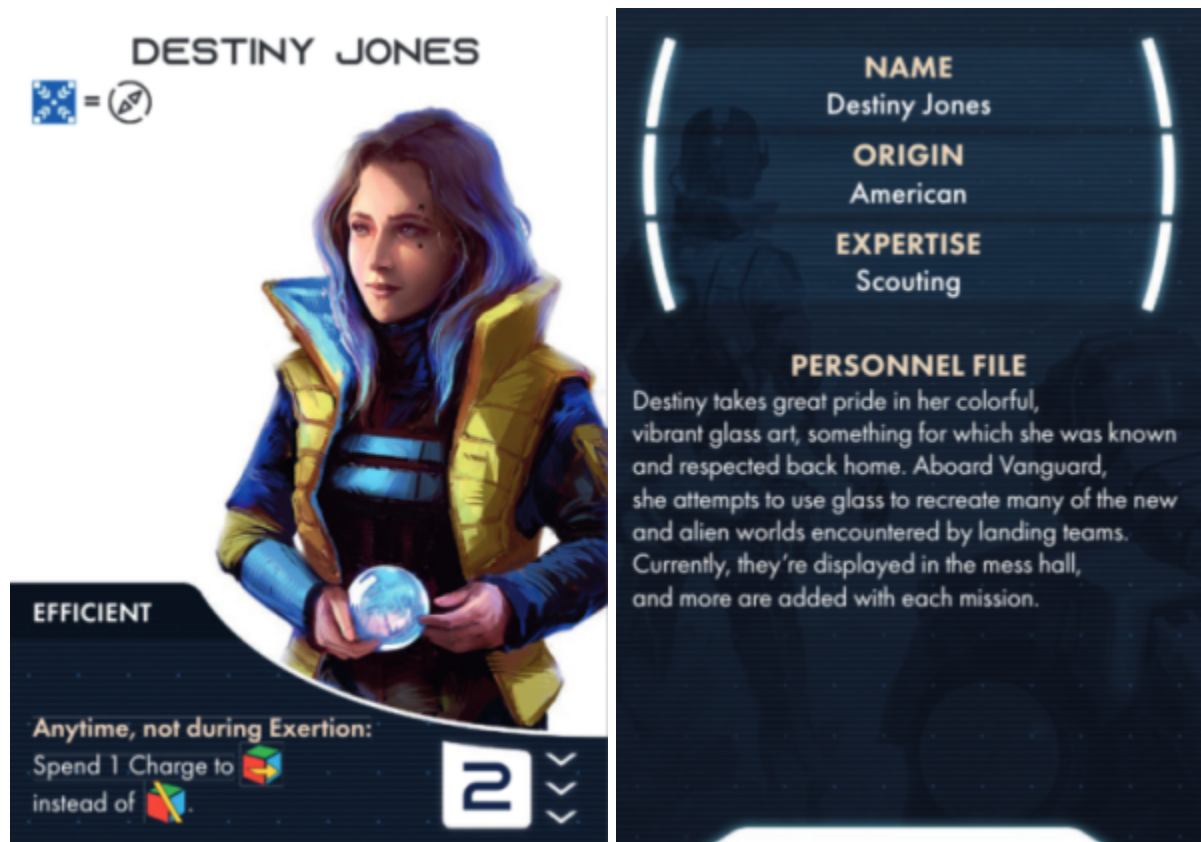 DESTINY JONES
=
EFFICIENT
Anytime, not during Exertion:
Spend 1 Charge to
instead of .
2
NAME
Destiny Jones
ORIGIN
American
EXPERTISE
Scouting
PERSONNEL FILE
Destiny takes great pride in her colorful,
vibrant glass art, something for which she was known
and respected back home. Aboard Vanguard,
she attempts to use glass to recreate many of the new
and alien worlds encountered by landing teams.
Currently, they're displayed in the mess hall,
and more are added with each mission.